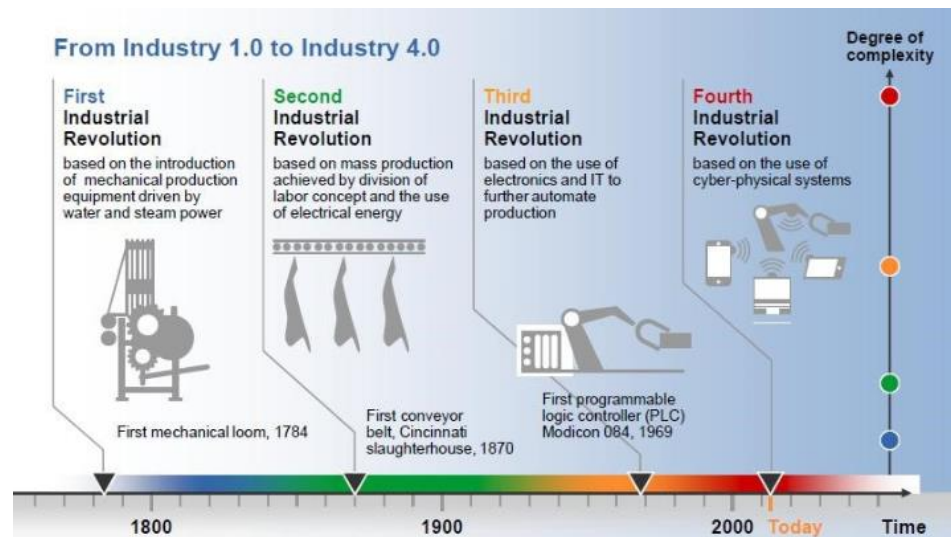 From Industry 1.0 to Industry 4.0
Degree of
complexity
First
Industrial
Revolution
based on the introduction
of mechanical production
equipment driven by
water and steam power
Second
Industrial
Revolution
based on mass production
achieved by division of
labor concept and the use
of electrical energy
Third
Industrial
Revolution
based on the use of
electronics and IT to
further automate
production
Fourth
Industrial
Revolution
based on the use of
cyber-physical systems
First mechanical loom, 1784
First conveyor
belt, Cincinnati
slaughterhouse, 1870
First programmable
logic controller (PLC)
Modicon 084, 1969
1800
1900
2000
Today
Time